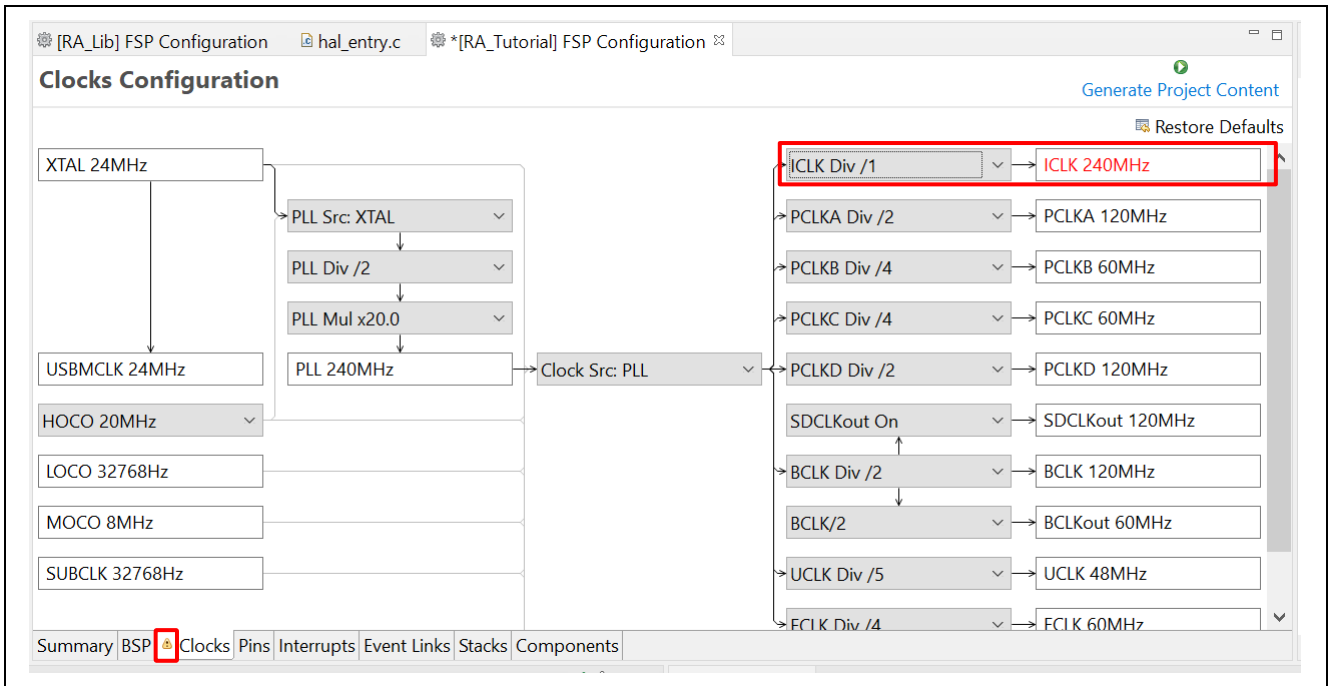 [RA_Lib] FSP Configuration hal_entry.c *[RA_Tutorial] FSP Configuration
Clocks Configuration
Generate Project Content
Restore Defaults
XTAL 24MHz
ICLK Div /1 ICLK 240MHz
PLL Src: XTAL PCLKA Div /2 PCLKA 120MHz
PLL Div /2 PCLKB Div /4 PCLKB 60MHz
PLL Mul x20.0 PCLKC Div /4 PCLKC 60MHz
USBMCLK 24MHz PLL 240MHz Clock Src: PLL PCLKD Div /2 PCLKD 120MHz
HOCO 20MHz SDCLKout On SDCLKout 120MHz
LOCO 32768Hz BCLK Div /2 BCLK 120MHz
MOCO 8MHz BCLK/2 BCLKout 60MHz
SUBCLK 32768Hz UCLK Div /5 UCLK 48MHz
FCLK Div /4 FCLK 60MHz
Summary BSP Clocks Pins Interrupts Event Links Stacks Components